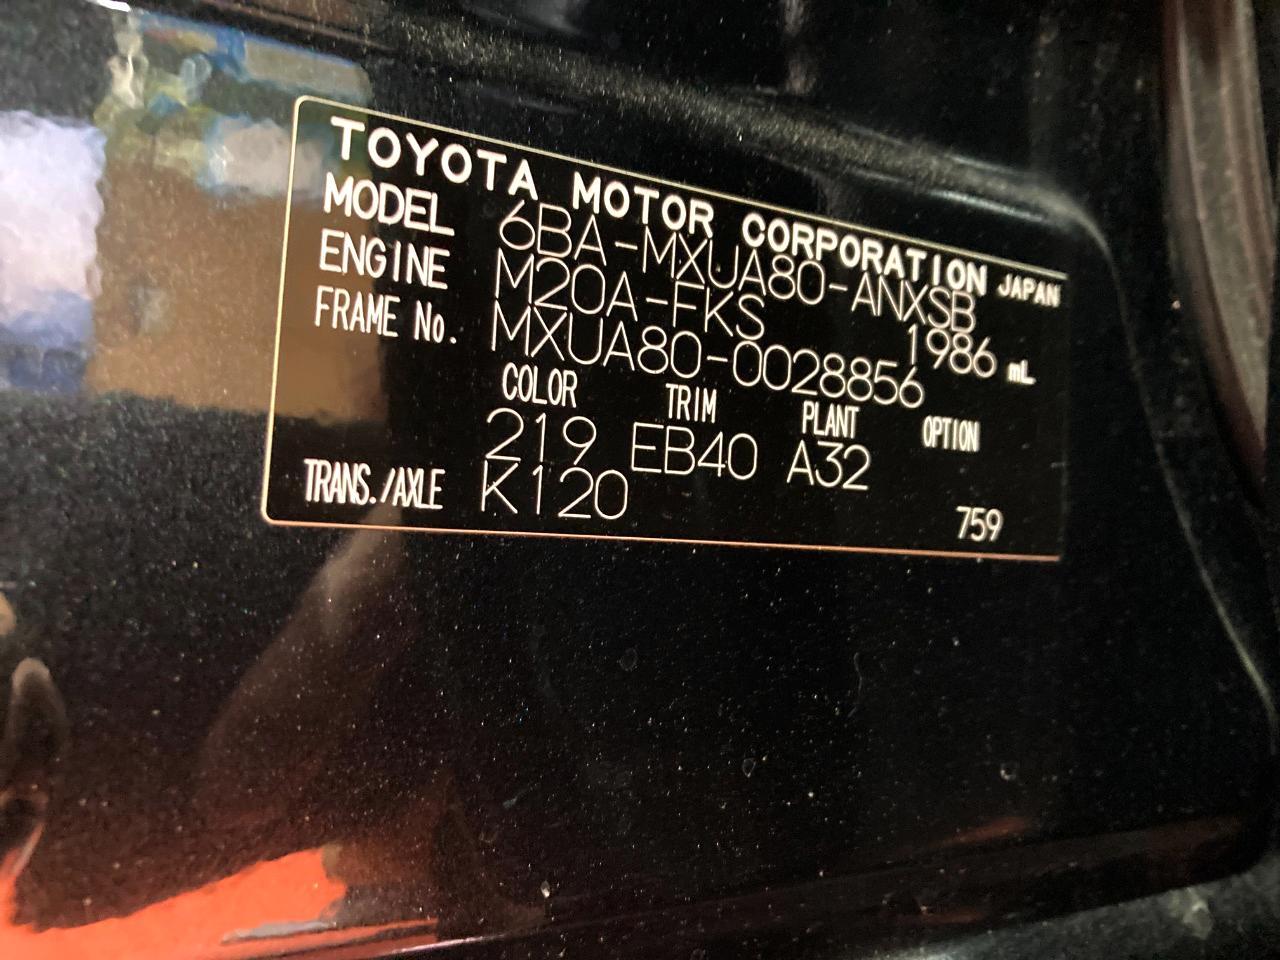 TOYOTA MOTOR CORPORATION JAPAN
MODEL 6BA-MXUA80-ANXSB
ENGINE M20A-FKS 1986 mL
FRAME No. MXUA80-0028856
COLOR TRIM PLANT OPTION
219 EB40 A32
TRANS./AXLE K120 759